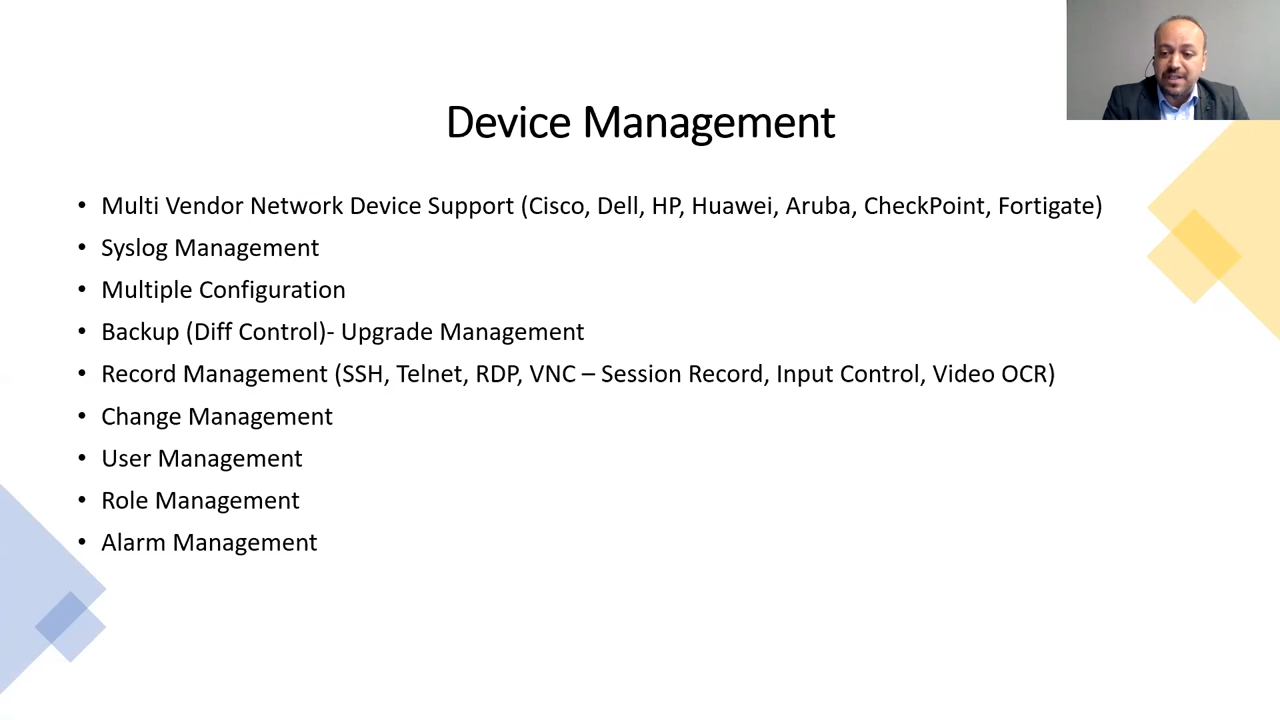 Device Management
• Multi Vendor Network Device Support (Cisco, Dell, HP, Huawei, Aruba, CheckPoint, Fortigate)
• Syslog Management
• Multiple Configuration
• Backup (Diff Control)- Upgrade Management
• Record Management (SSH, Telnet, RDP, VNC – Session Record, Input Control, Video OCR)
• Change Management
• User Management
• Role Management
• Alarm Management